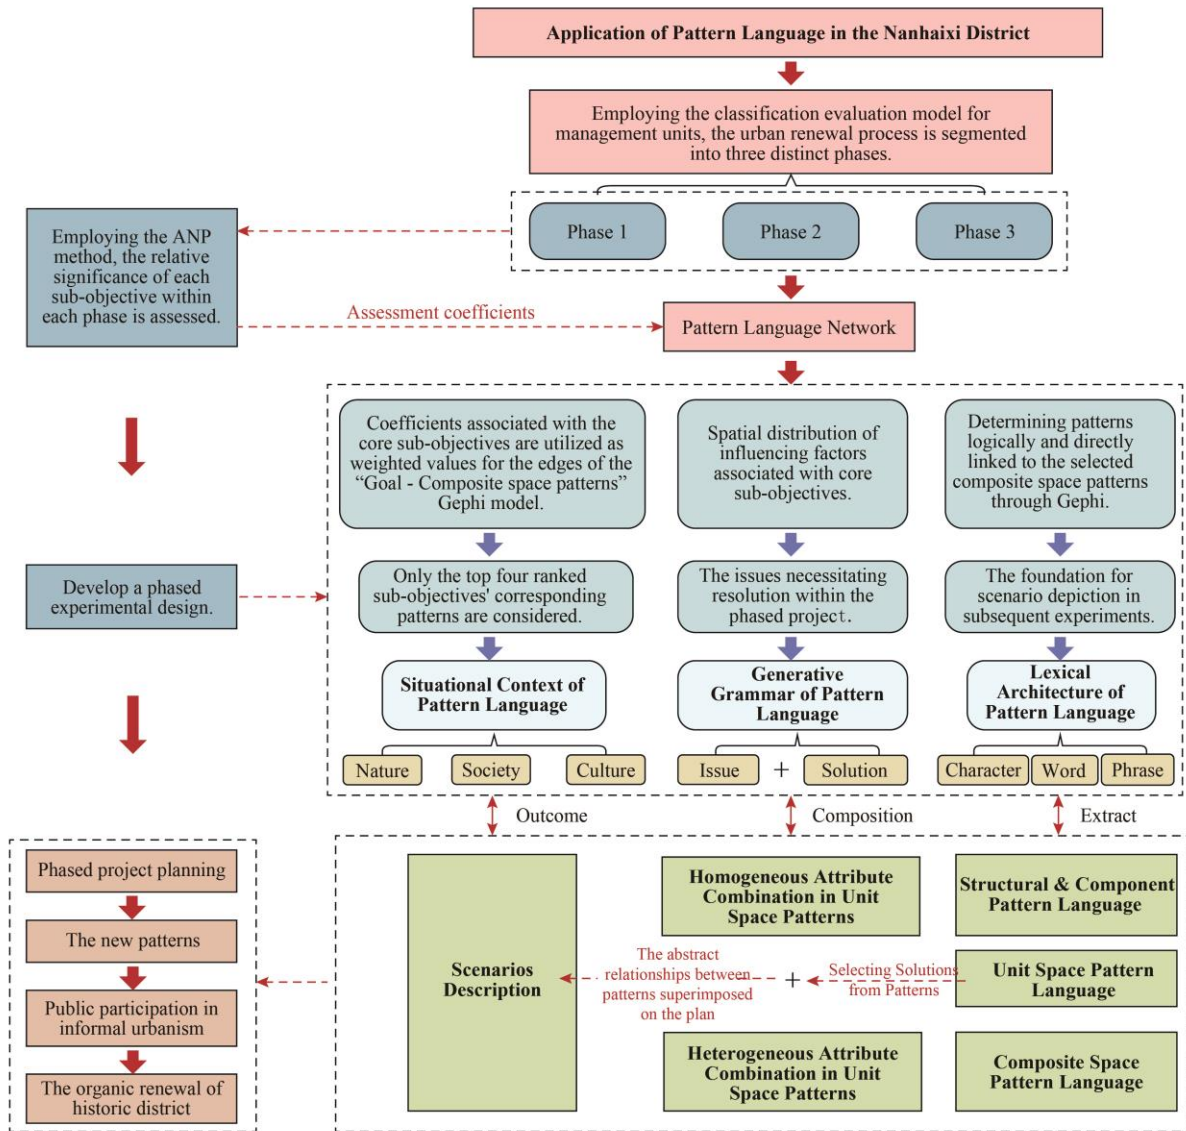 Application of Pattern Language in the Nanhaixi District
Employing the classification evaluation model for
management units, the urban renewal process is segmented
into three distinct phases.
Phase 1
Phase 2
Phase 3
Employing the ANP
method, the relative
significance of each
sub-objective within
each phase is assessed.
Assessment coefficients
Pattern Language Network
Coefficients associated with the
core sub-objectives are utilized as
weighted values for the edges of the
“Goal - Composite space patterns”
Gephi model.
Spatial distribution of
influencing factors
associated with core
sub-objectives.
Determining patterns
logically and directly
linked to the selected
composite space patterns
through Gephi.
Develop a phased
experimental design.
Only the top four ranked
sub-objectives' corresponding
patterns are considered.
The issues necessitating
resolution within the
phased project.
The foundation for
scenario depiction in
subsequent experiments.
Situational Context of
Pattern Language
Generative
Grammar of Pattern
Language
Lexical
Architecture of
Pattern Language
Nature
Society
Culture
Issue
+
Solution
Character
Word
Phrase
Outcome
Composition
Extract
Phased project planning
The new patterns
Public participation in
informal urbanism
The organic renewal of
historic district
Scenarios
Description
Homogeneous Attribute
Combination in Unit
Space Patterns
The abstract
relationships between
patterns superimposed
on the plan
+
Selecting Solutions
from Patterns
Heterogeneous Attribute
Combination in Unit
Space Patterns
Structural & Component
Pattern Language
Unit Space Pattern
Language
Composite Space
Pattern Language